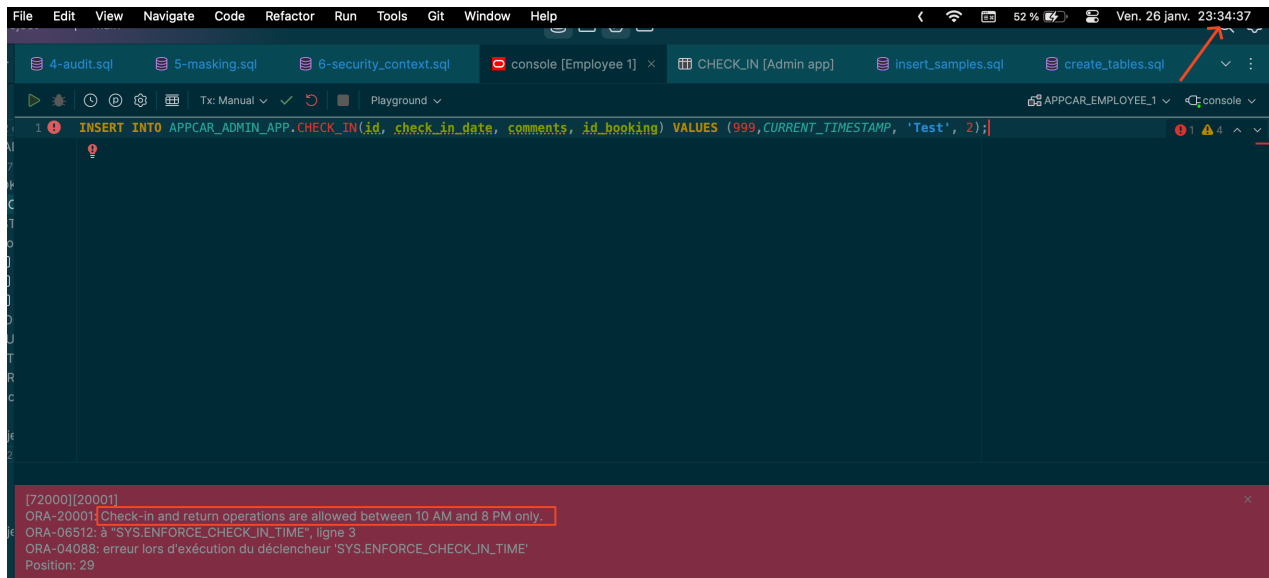 File Edit View Navigate Code Refactor Run Tools Git Window Help 52 % Ven. 26 janv. 23:34:37
4-audit.sql 5-masking.sql 6-security_context.sql console [Employee 1] × CHECK_IN [Admin app] insert_samples.sql create_tables.sql
Tx: Manual Playground APPCAR_EMPLOYEE_1 console
1 INSERT INTO APPCAR_ADMIN_APP.CHECK_IN(id, check_in_date, comments, id_booking) VALUES (999,CURRENT_TIMESTAMP, 'Test', 2); 1 4
[72000][20001]
ORA-20001: Check-in and return operations are allowed between 10 AM and 8 PM only.
ORA-06512: à "SYS.ENFORCE_CHECK_IN_TIME", ligne 3
ORA-04088: erreur lors d'exécution du déclencheur 'SYS.ENFORCE_CHECK_IN_TIME'
Position: 29